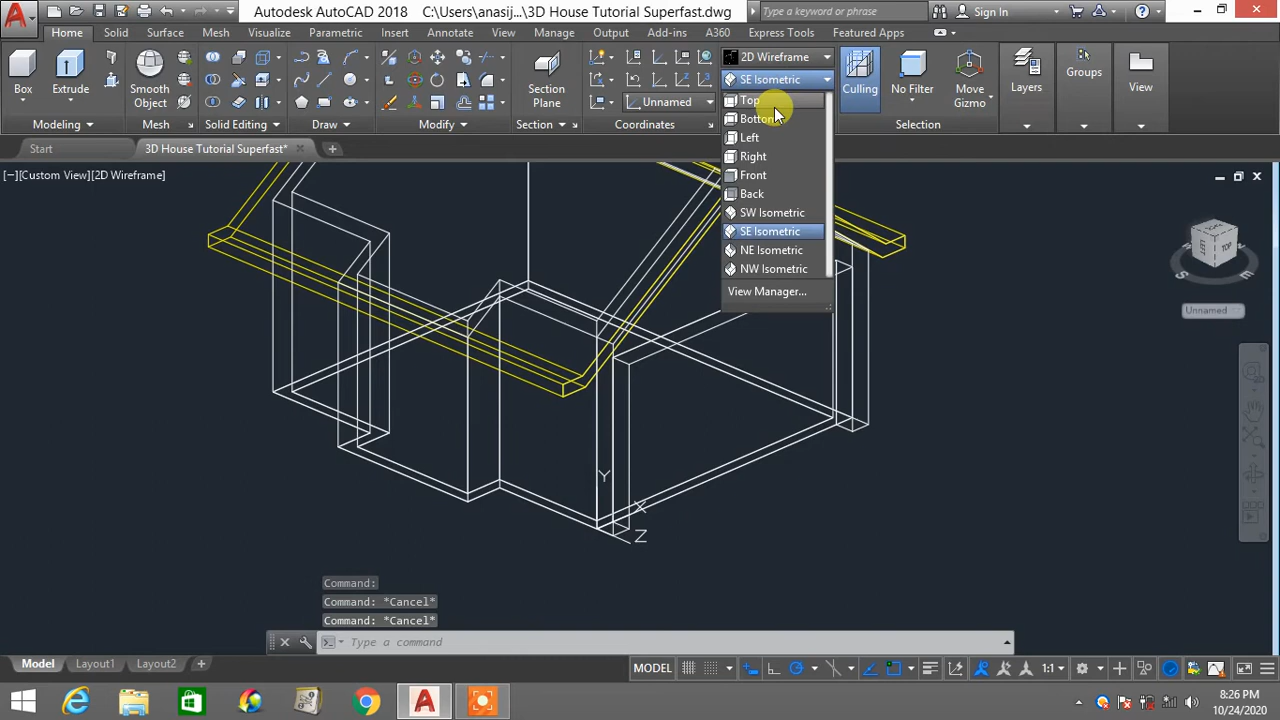 Autodesk AutoCAD 2018 C:\Users\anasij...\3D House Tutorial Superfast.dwg
Type a keyword or phrase
Sign In
Home Solid Surface Mesh Visualize Parametric Insert Annotate View Manage Output Add-ins A360 Express Tools Featured Apps
2D Wireframe
SE Isometric
Unnamed
Box Extrude Smooth Object Section Plane Culling No Filter Move Gizmo Layers Groups View
Modeling Mesh Solid Editing Draw Modify Section Coordinates Selection
Top
Bottom
Left
Right
Front
Back
SW Isometric
SE Isometric
NE Isometric
NW Isometric
View Manager...
Start 3D House Tutorial Superfast*
[−][Custom View][2D Wireframe]
TOP
S E
Unnamed
Y
X
Z
Command:
Command: *Cancel*
Command: *Cancel*
Type a command
Model Layout1 Layout2
MODEL 1:1
8:26 PM
10/24/2020